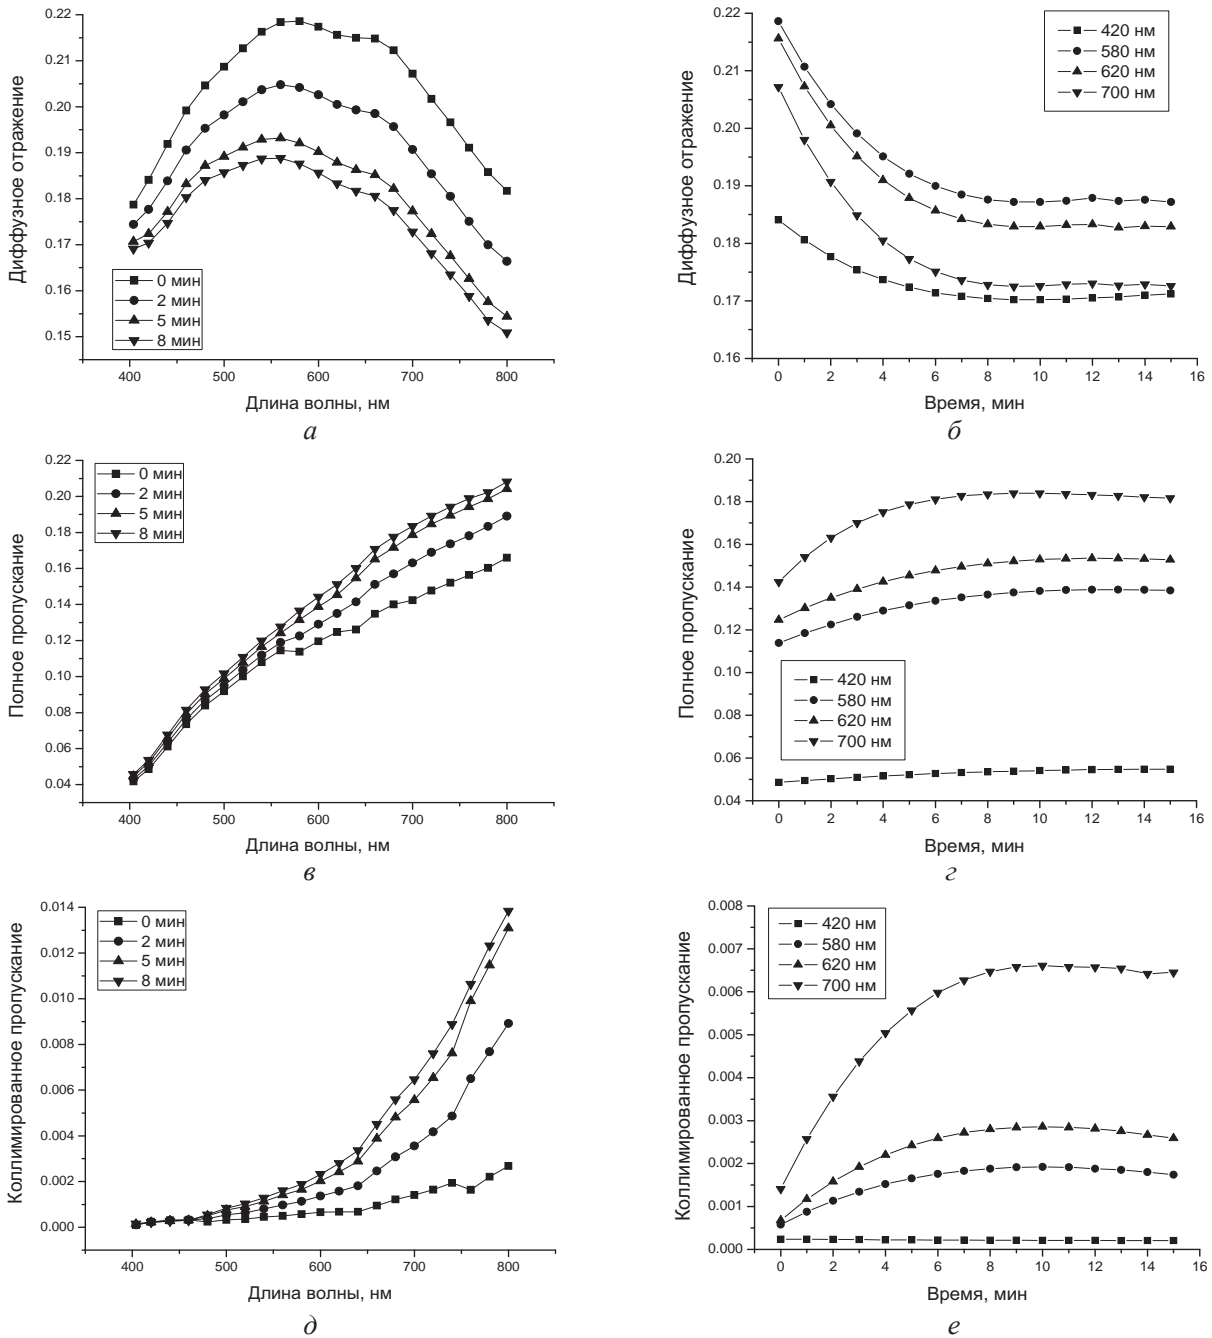 0.22
0.21
0.20
0.19
0.18
0.17
0.16
0.15
Диффузное отражение
0 мин
2 мин
5 мин
8 мин
400 500 600 700 800
Длина волны, нм
а
0.22
0.21
0.20
0.19
0.18
0.17
0.16
Диффузное отражение
420 нм
580 нм
620 нм
700 нм
0 2 4 6 8 10 12 14 16
Время, мин
б
0.22
0.20
0.18
0.16
0.14
0.12
0.10
0.08
0.06
0.04
Полное пропускание
0 мин
2 мин
5 мин
8 мин
400 500 600 700 800
Длина волны, нм
в
0.20
0.18
0.16
0.14
0.12
0.10
0.08
0.06
0.04
Полное пропускание
420 нм
580 нм
620 нм
700 нм
0 2 4 6 8 10 12 14 16
Время, мин
г
0.014
0.012
0.010
0.008
0.006
0.004
0.002
0.000
Коллимированное пропускание
0 мин
2 мин
5 мин
8 мин
400 500 600 700 800
Длина волны, нм
д
0.008
0.007
0.006
0.005
0.004
0.003
0.002
0.001
0.000
Коллимированное пропускание
420 нм
580 нм
620 нм
700 нм
0 2 4 6 8 10 12 14 16
Время, мин
е